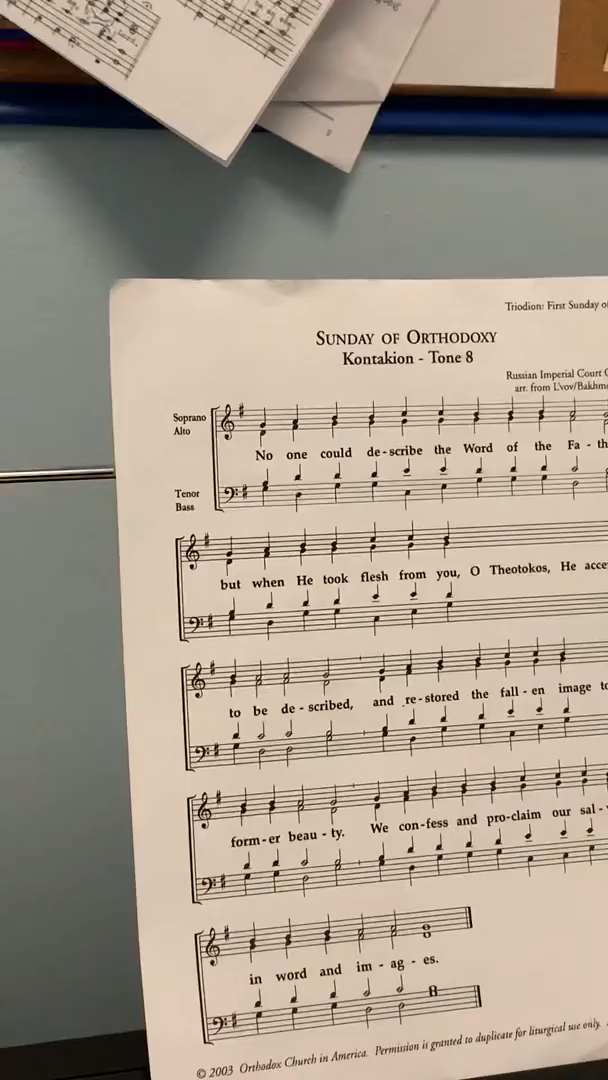 Triodion: First Sunday
SUNDAY OF ORTHODOXY
Kontakion - Tone 8
Russian Imperial Court
arr. from L'vov/
Soprano
Alto
No one could de - scribe the Word of the Fa - th
Tenor
Bass
but when He took flesh from you, O Theotokos, He acce
to be de - scribed, and re - stored the fall - en image to
form - er beau - ty. We con - fess and pro - claim our sal -
in word and im - ag - es.
© 2003 Orthodox Church in America. Permission is granted to duplicate for liturgical use only.